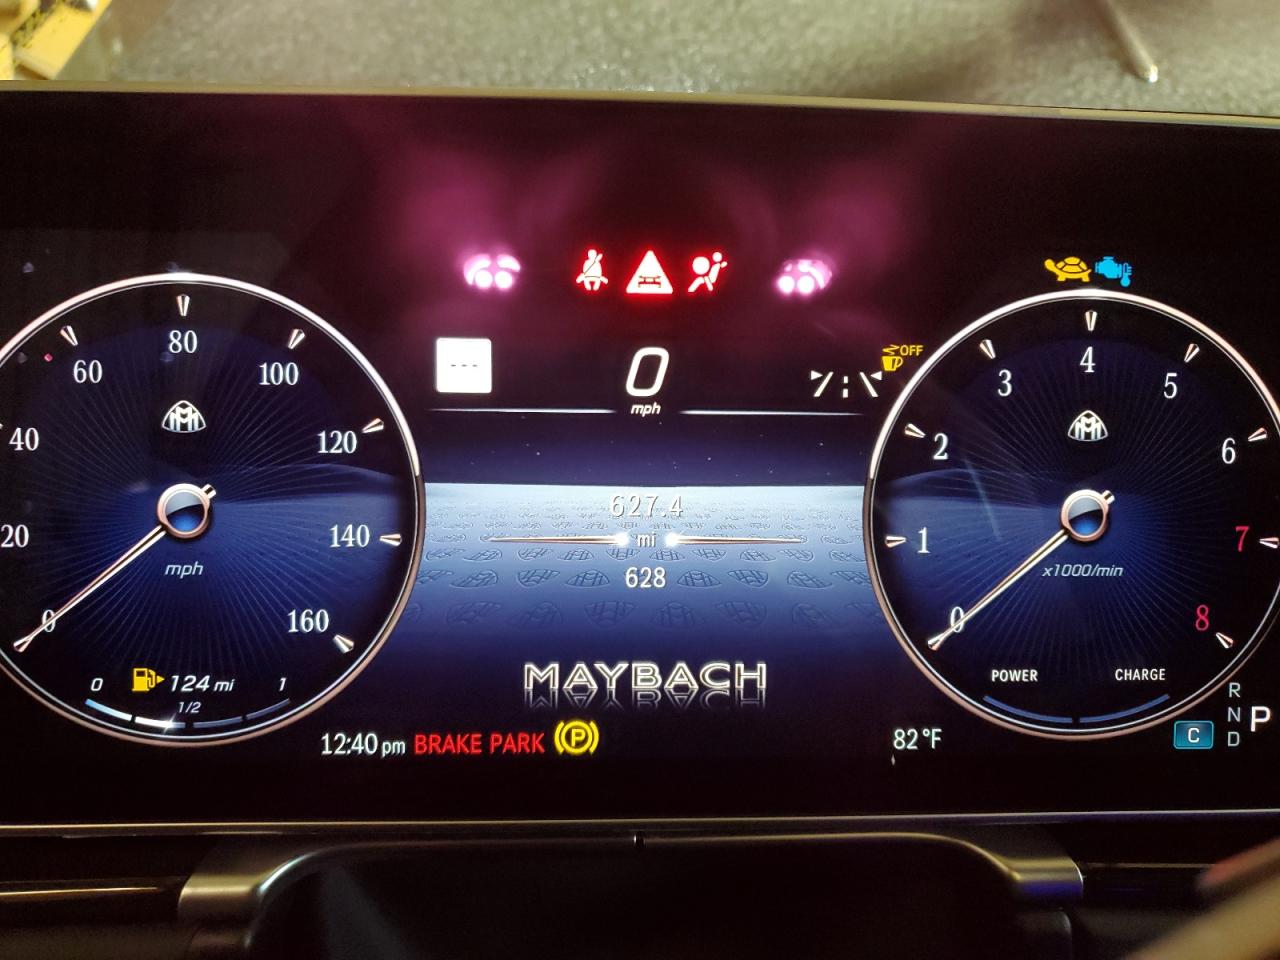 80
60
100
40
120
20
140
mph
0
160
0
124 mi
1
1/2
---
0
mph
OFF
627.4
mi
628
MAYBACH
12:40 pm BRAKE PARK
P
82°F
4
3
5
2
6
1
7
x1000/min
0
8
POWER
CHARGE
R
N
D
P
C